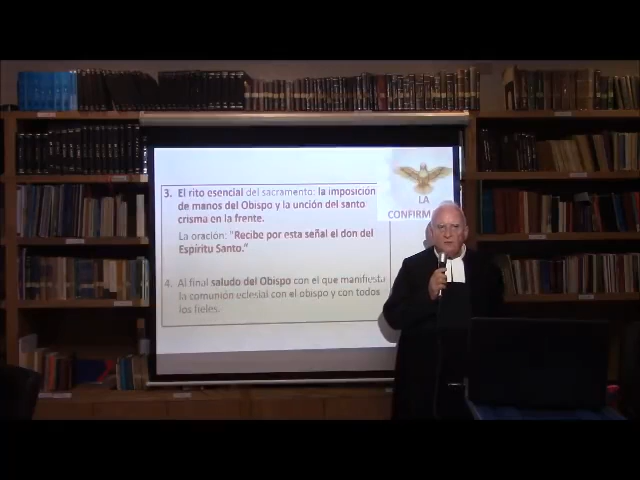 3. El rito esencial del sacramento: la imposición
de manos del Obispo y la unción del santo
crisma en la frente.
La oración: "Recibe por esta señal el don del
Espíritu Santo."
4. Al final saludo del Obispo con el que manifiesta
la comunión eclesial con el obispo y con todos
los fieles.
LA